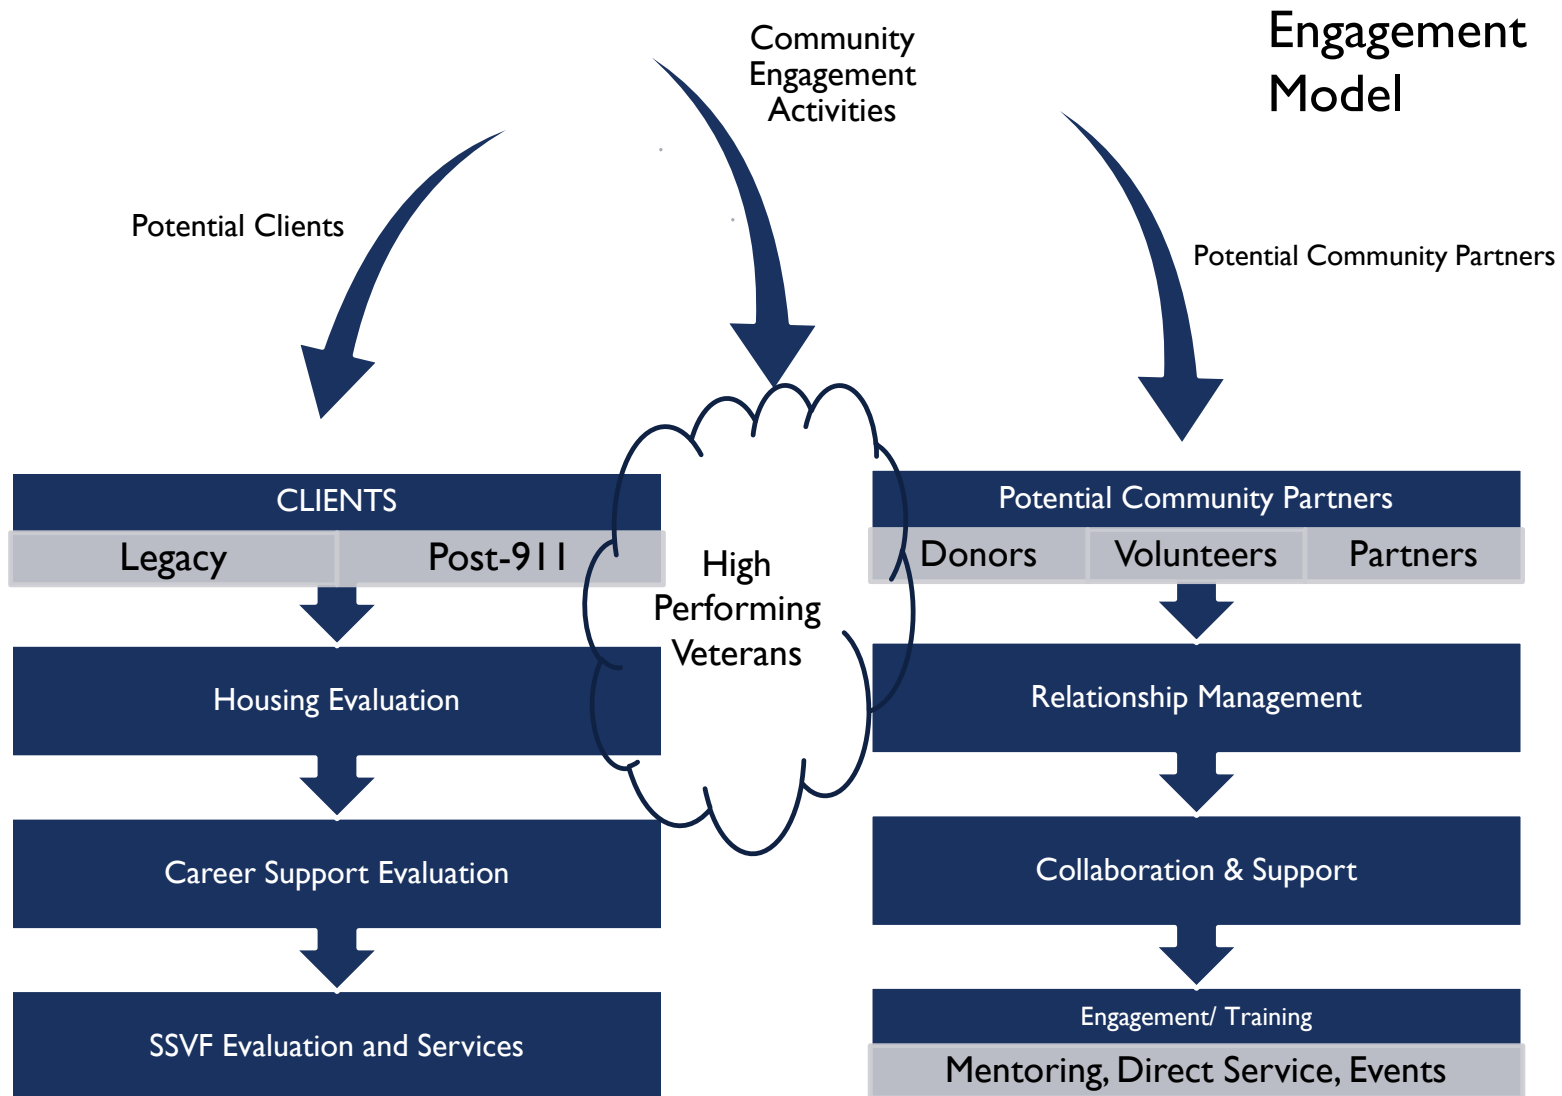 Engagement
Model
Community
Engagement
Activities
Potential Clients
Potential Community Partners
CLIENTS
Legacy
Post-911
Housing Evaluation
Career Support Evaluation
SSVF Evaluation and Services
High
Performing
Veterans
Potential Community Partners
Donors
Volunteers
Partners
Relationship Management
Collaboration & Support
Engagement/ Training
Mentoring, Direct Service, Events